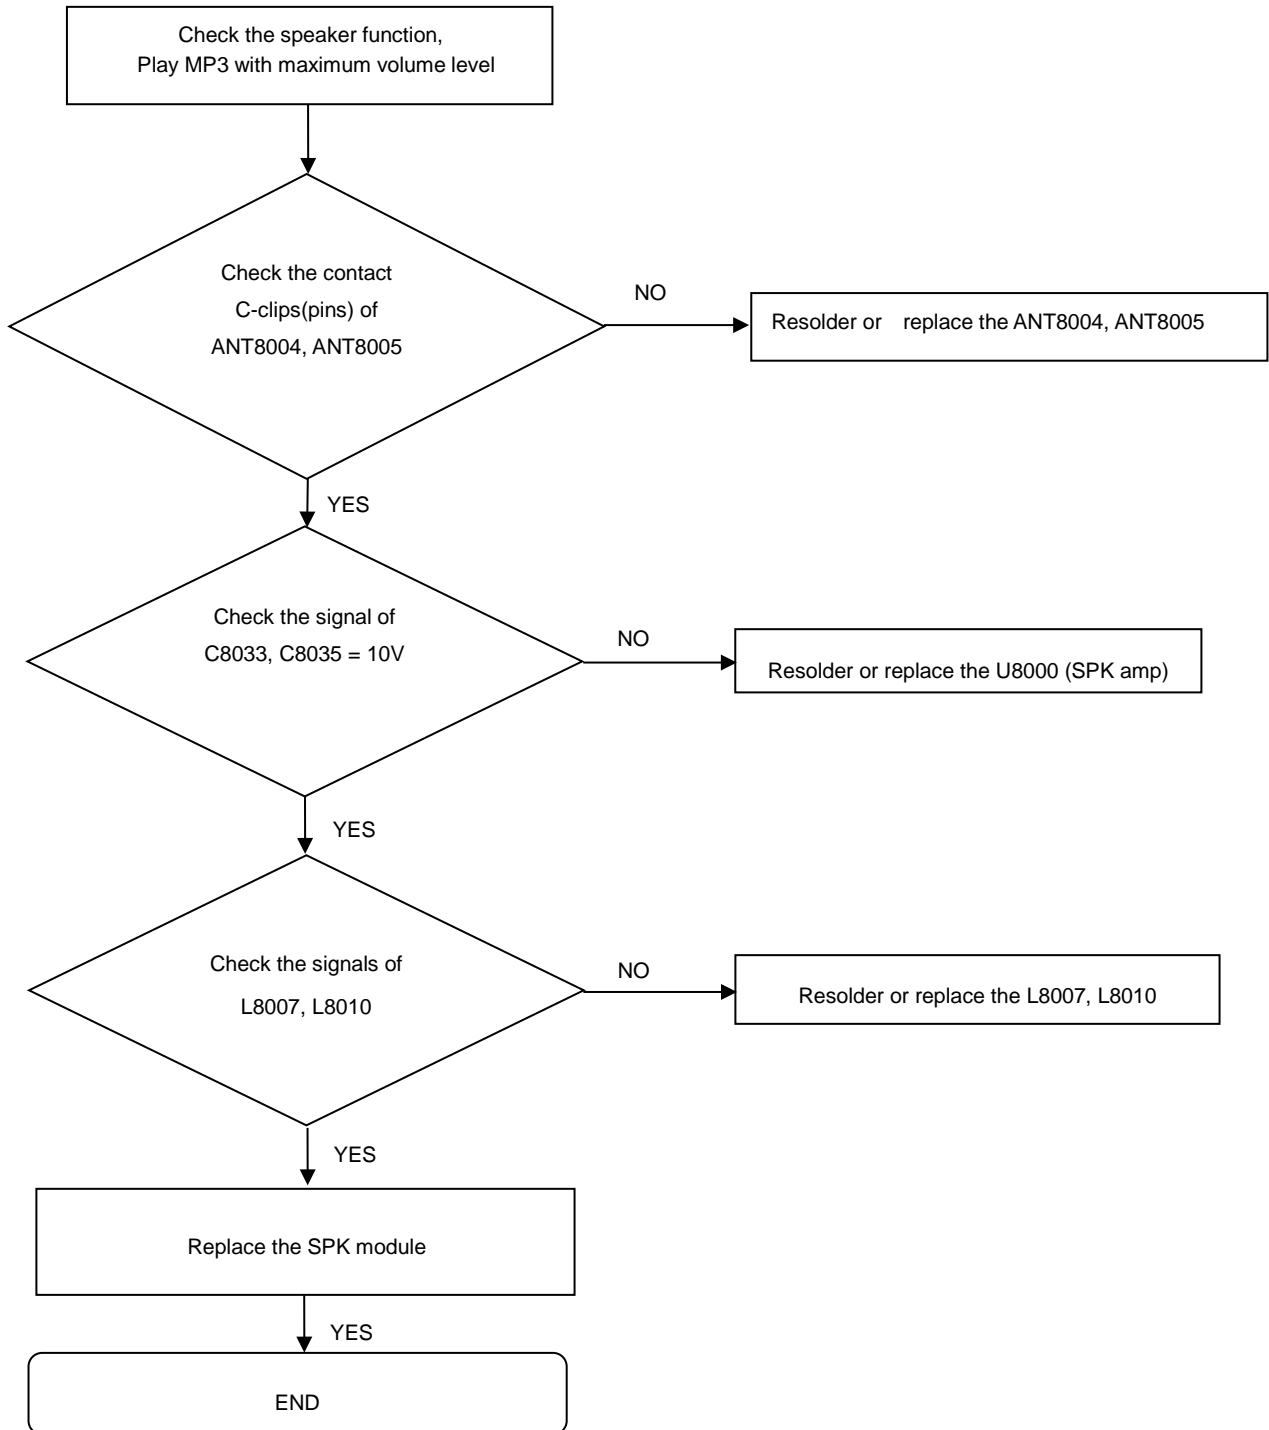 Check the speaker function,
Play MP3 with maximum volume level
Check the contact
C-clips(pins) of
ANT8004, ANT8005
NO
Resolder or replace the ANT8004, ANT8005
YES
Check the signal of
C8033, C8035 = 10V
NO
Resolder or replace the U8000 (SPK amp)
YES
Check the signals of
L8007, L8010
NO
Resolder or replace the L8007, L8010
YES
Replace the SPK module
YES
END